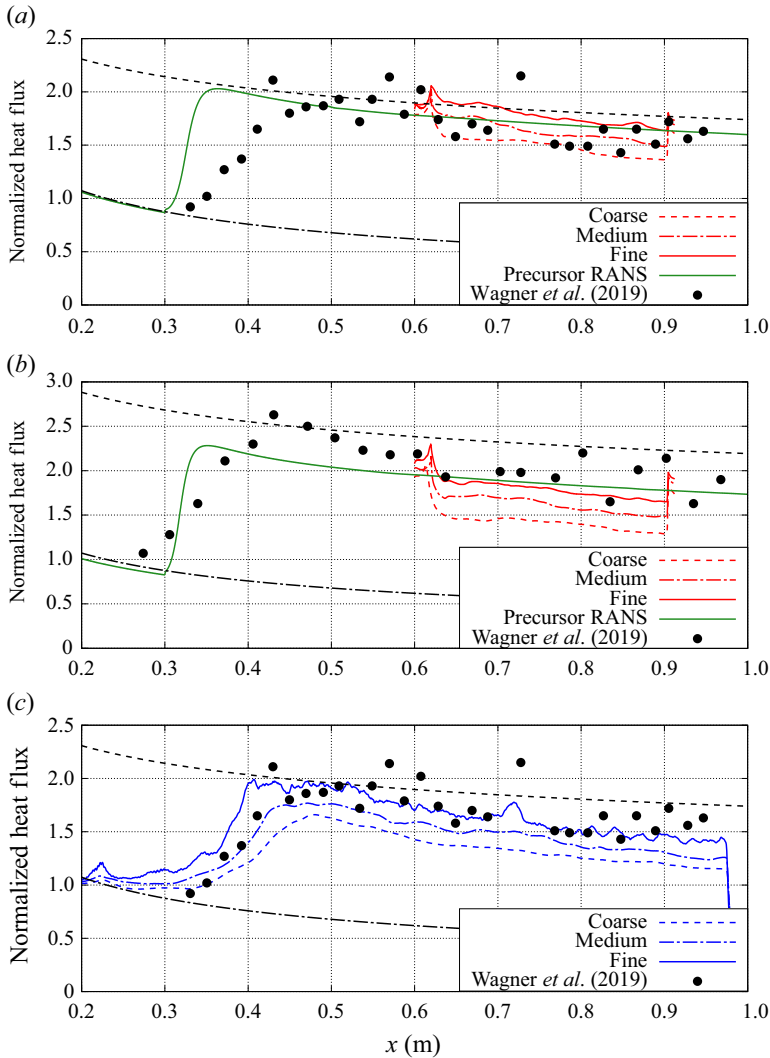 (a)
2.5
2.0
1.5
1.0
0.5
0
Normalized heat flux
Coarse
Medium
Fine
Precursor RANS
Wagner et al. (2019)
0.2 0.3 0.4 0.5 0.6 0.7 0.8 0.9 1.0
(b)
3.0
2.5
2.0
1.5
1.0
0.5
0
Normalized heat flux
Coarse
Medium
Fine
Precursor RANS
Wagner et al. (2019)
0.2 0.3 0.4 0.5 0.6 0.7 0.8 0.9 1.0
(c)
2.5
2.0
1.5
1.0
0.5
0
Normalized heat flux
Coarse
Medium
Fine
Wagner et al. (2019)
0.2 0.3 0.4 0.5 0.6 0.7 0.8 0.9 1.0
x (m)